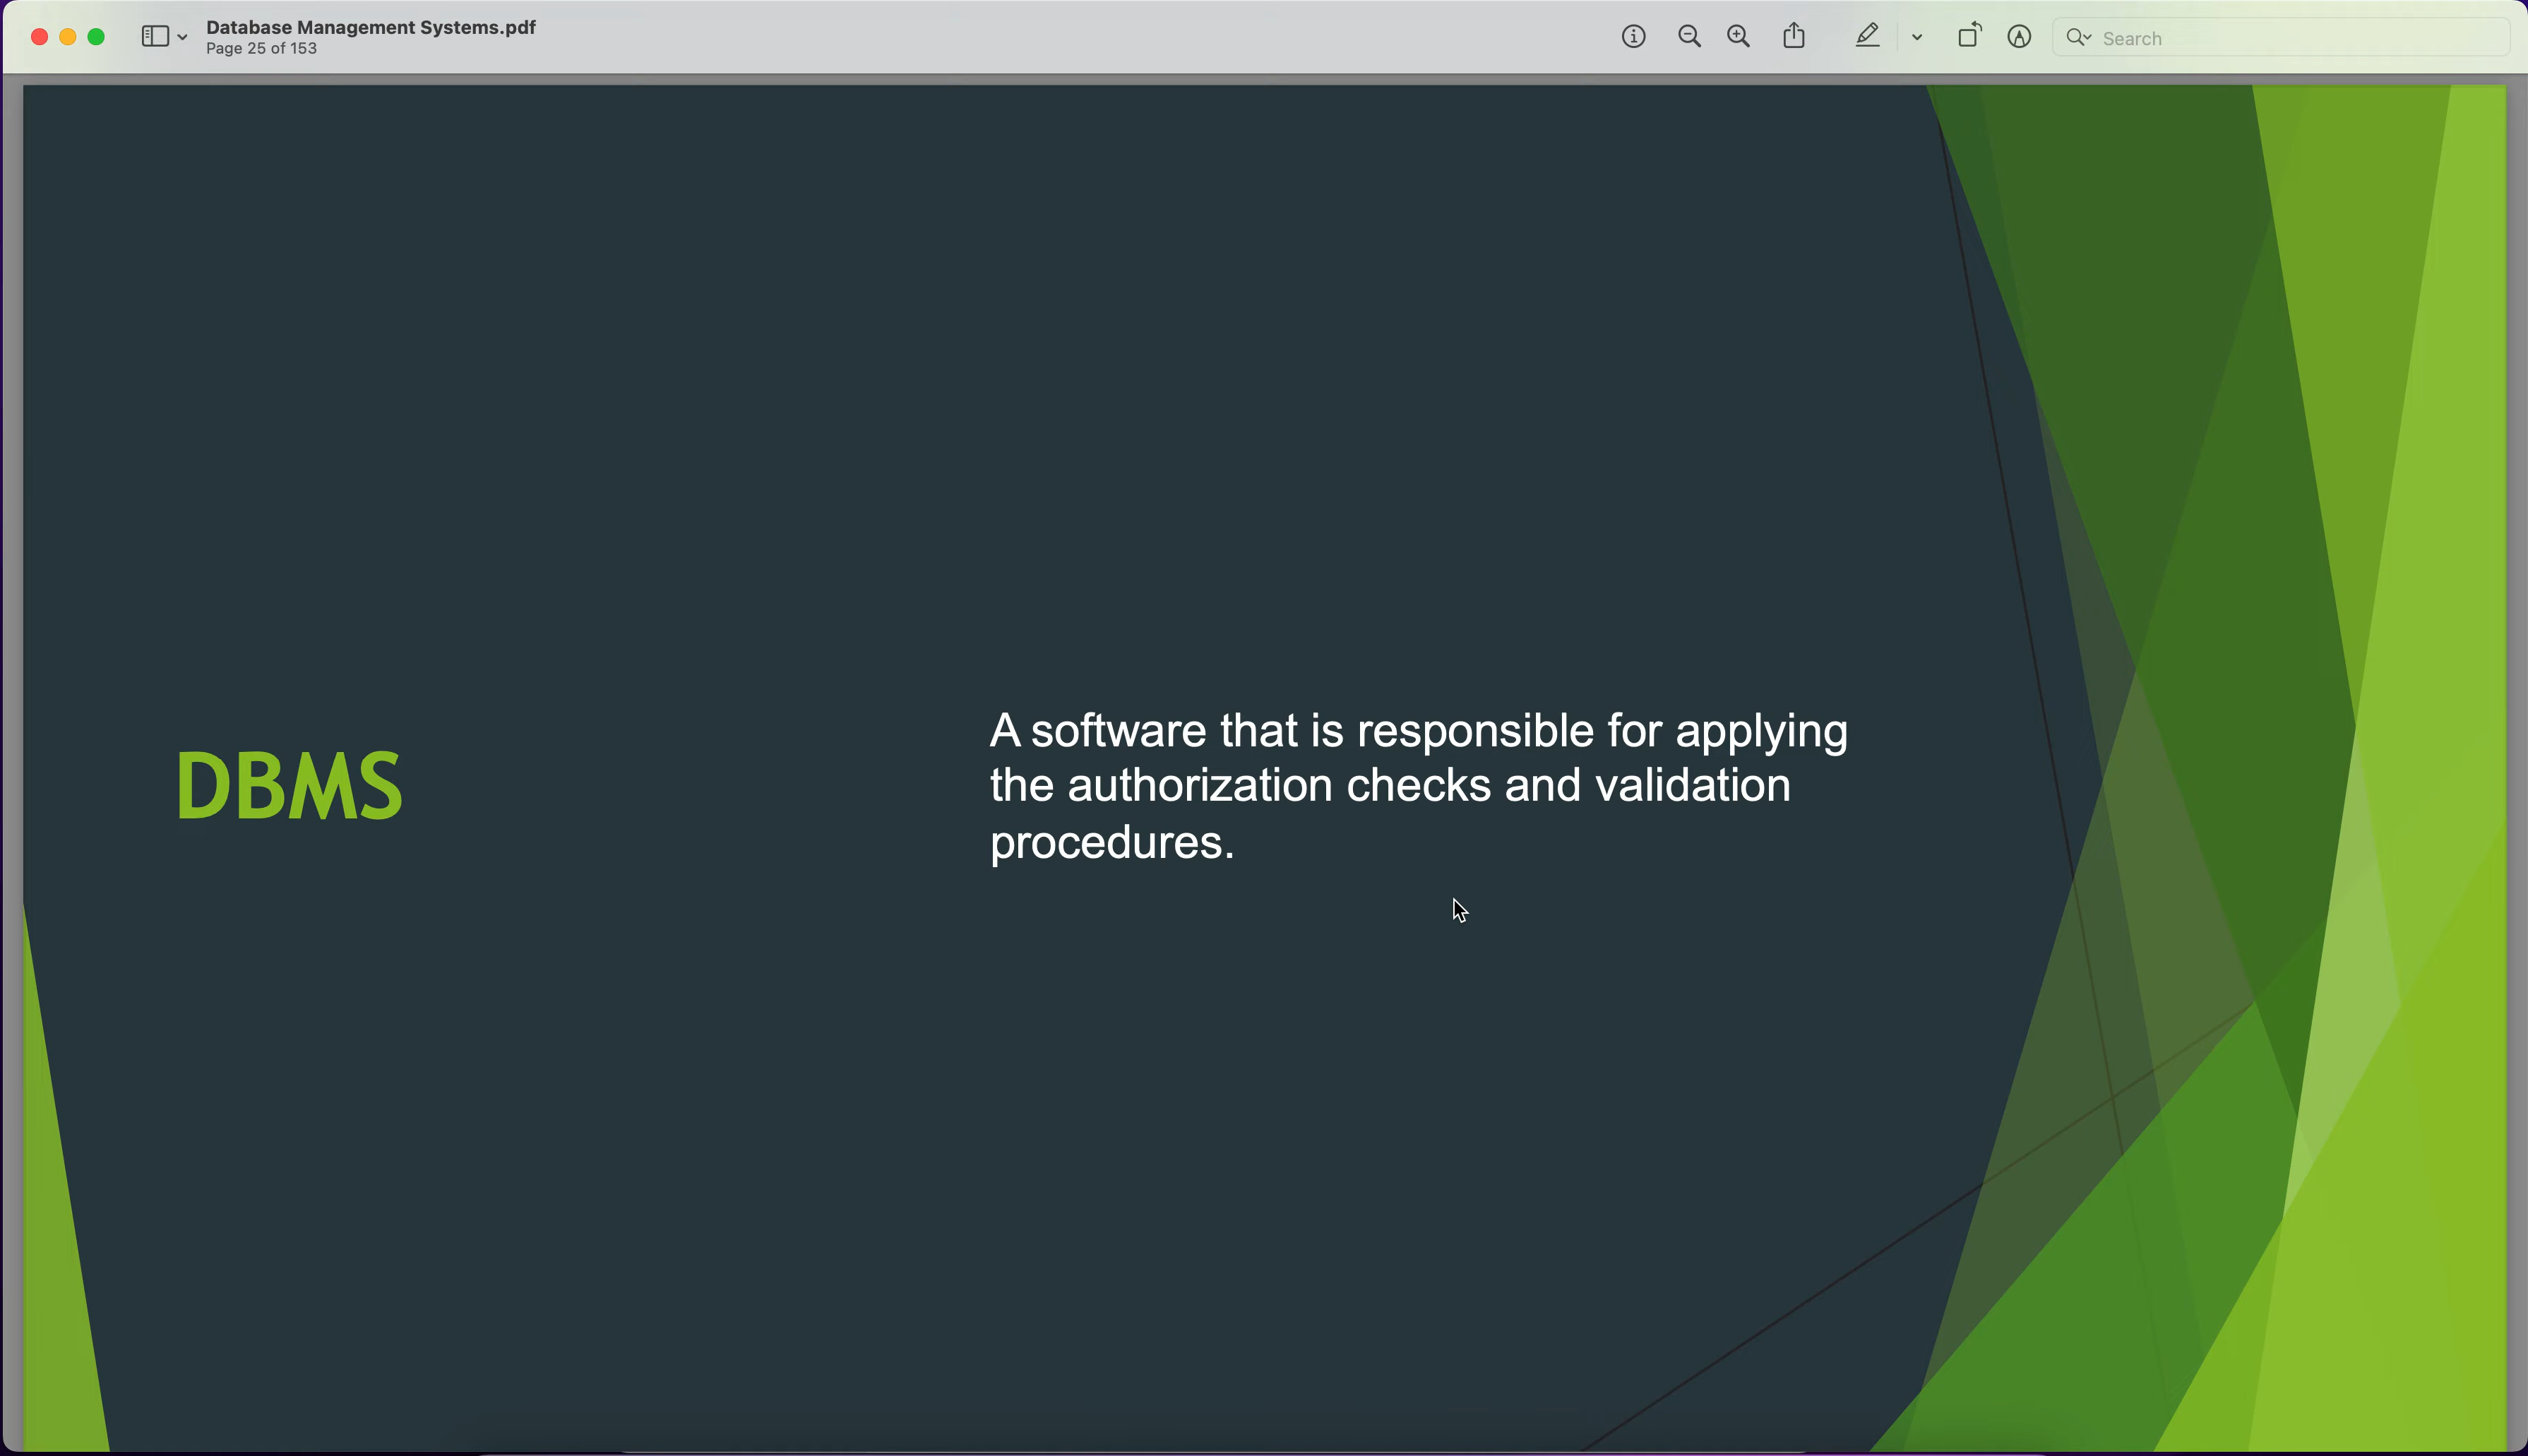 Database Management Systems.pdf
Page 25 of 153
Search
DBMS
A software that is responsible for applying
the authorization checks and validation
procedures.